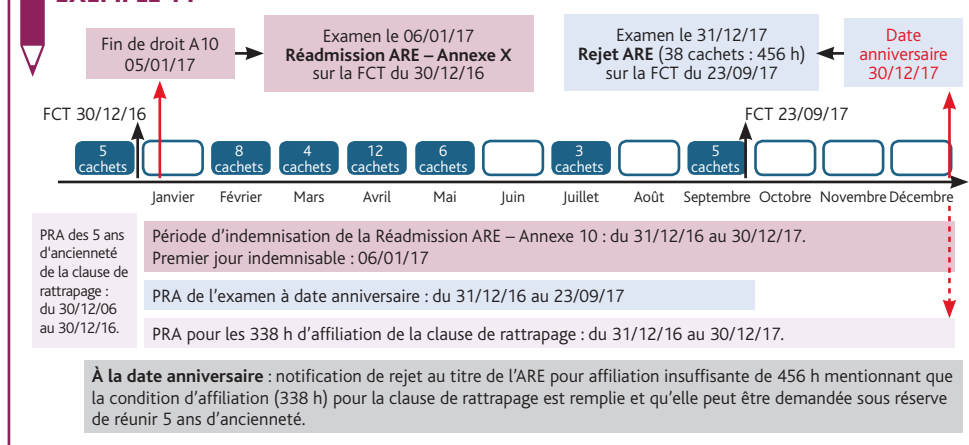 Fin de droit A10
05/01/17
Examen le 06/01/17
Réadmission ARE – Annexe X
sur la FCT du 30/12/16
Examen le 31/12/17
Rejet ARE (38 cachets : 456 h)
sur la FCT du 23/09/17
Date
anniversaire
30/12/17
FCT 30/12/16
FCT 23/09/17
5
cachets
8
cachets
4
cachets
12
cachets
6
cachets
3
cachets
5
cachets
Janvier Février Mars Avril Mai Juin Juillet Août Septembre Octobre Novembre Décembre
PRA des 5 ans
d'ancienneté
de la clause de
rattrapage :
du 30/12/06
au 30/12/16.
Période d'indemnisation de la Réadmission ARE – Annexe 10 : du 31/12/16 au 30/12/17.
Premier jour indemnisable : 06/01/17
PRA de l'examen à date anniversaire : du 31/12/16 au 23/09/17
PRA pour les 338 h d'affiliation de la clause de rattrapage : du 31/12/16 au 30/12/17.
À la date anniversaire : notification de rejet au titre de l'ARE pour affiliation insuffisante de 456 h mentionnant que
la condition d'affiliation (338 h) pour la clause de rattrapage est remplie et qu'elle peut être demandée sous réserve
de réunir 5 ans d'ancienneté.